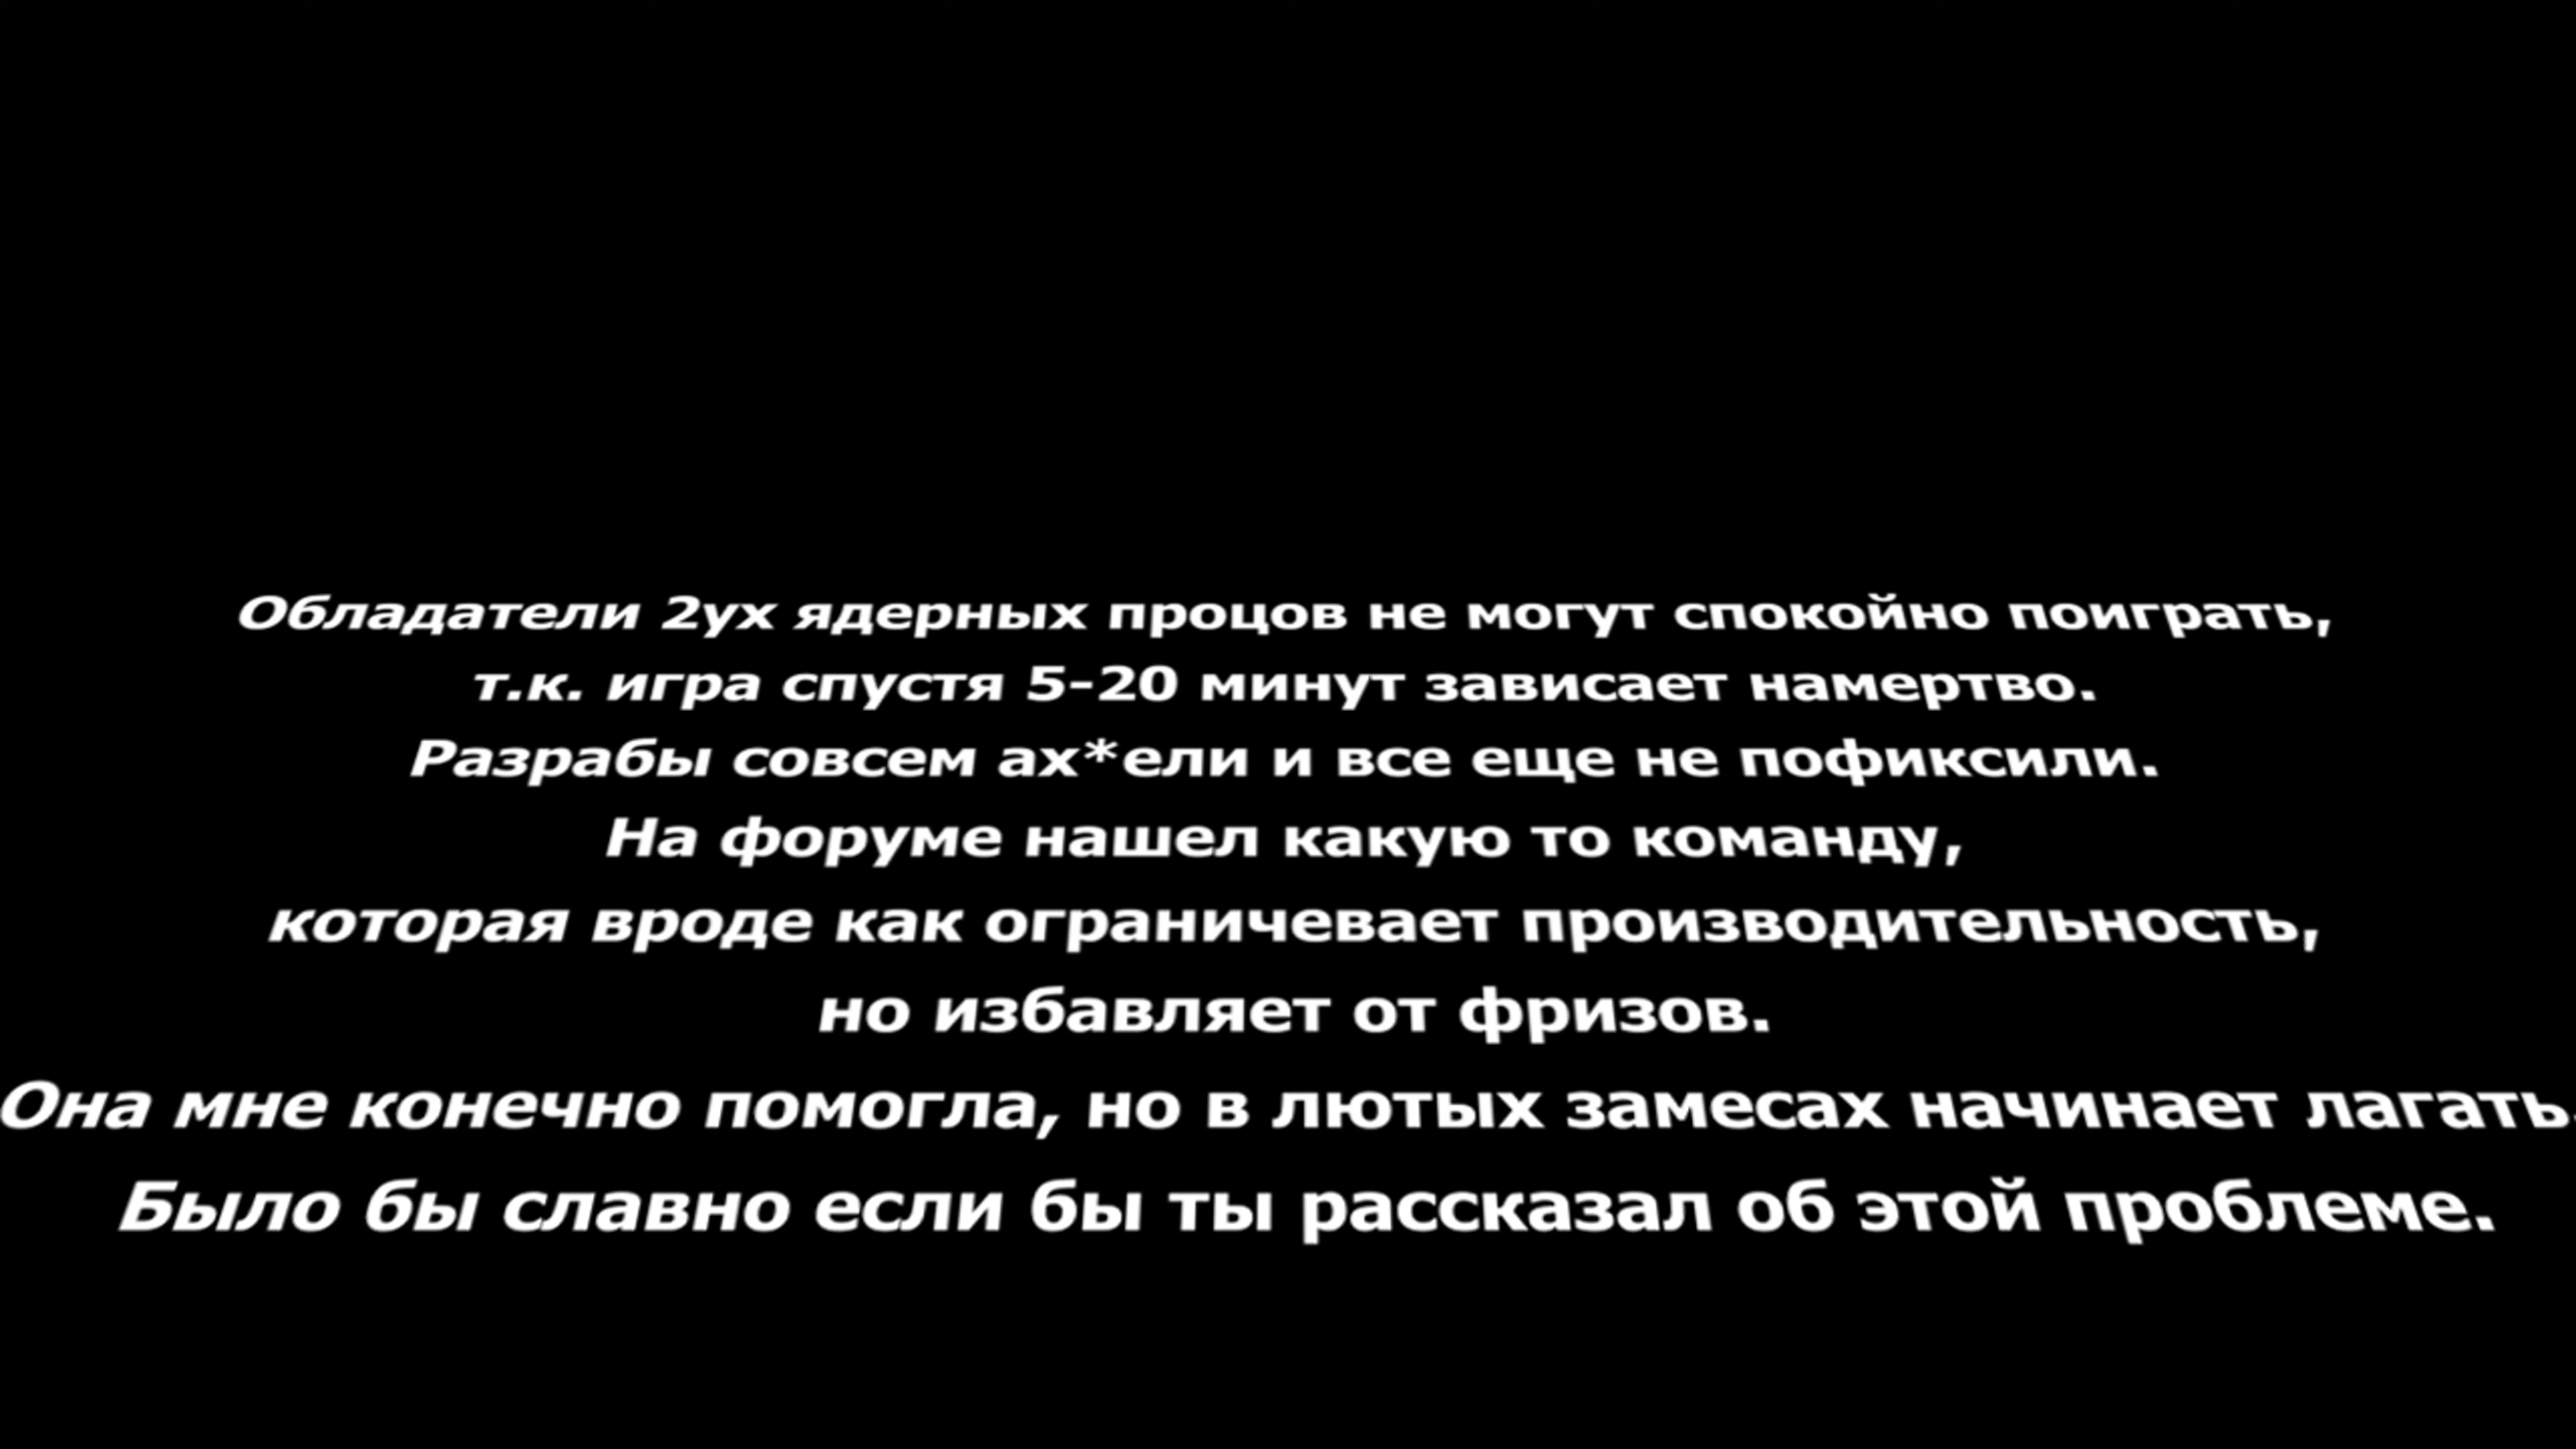 Обладатели 2ух ядерных процов не могут спокойно поиграть,
т.к. игра спустя 5-20 минут зависает намертво.
Разрабы совсем ах*ели и все еще не пофиксили.
На форуме нашел какую то команду,
которая вроде как ограничевает производительность,
но избавляет от фризов.
Она мне конечно помогла, но в лютых замесах начинает лагать.
Было бы славно если бы ты рассказал об этой проблеме.